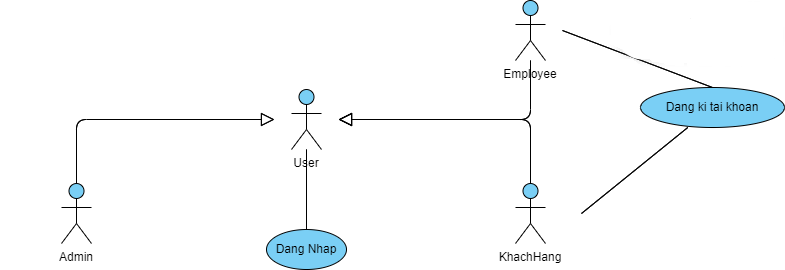 Employee
Dang ki tai khoan
User
Dang Nhap
Admin
KhachHang